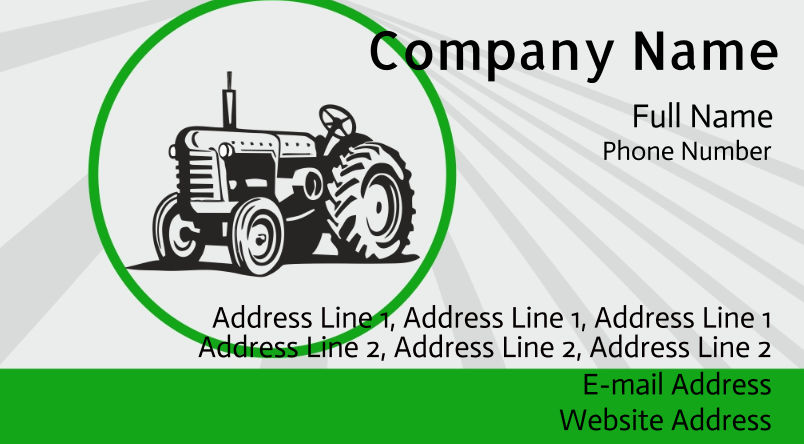 Company Name
Full Name
Phone Number
Address Line 1, Address Line 1, Address Line 1
Address Line 2, Address Line 2, Address Line 2
E-mail Address
Website Address